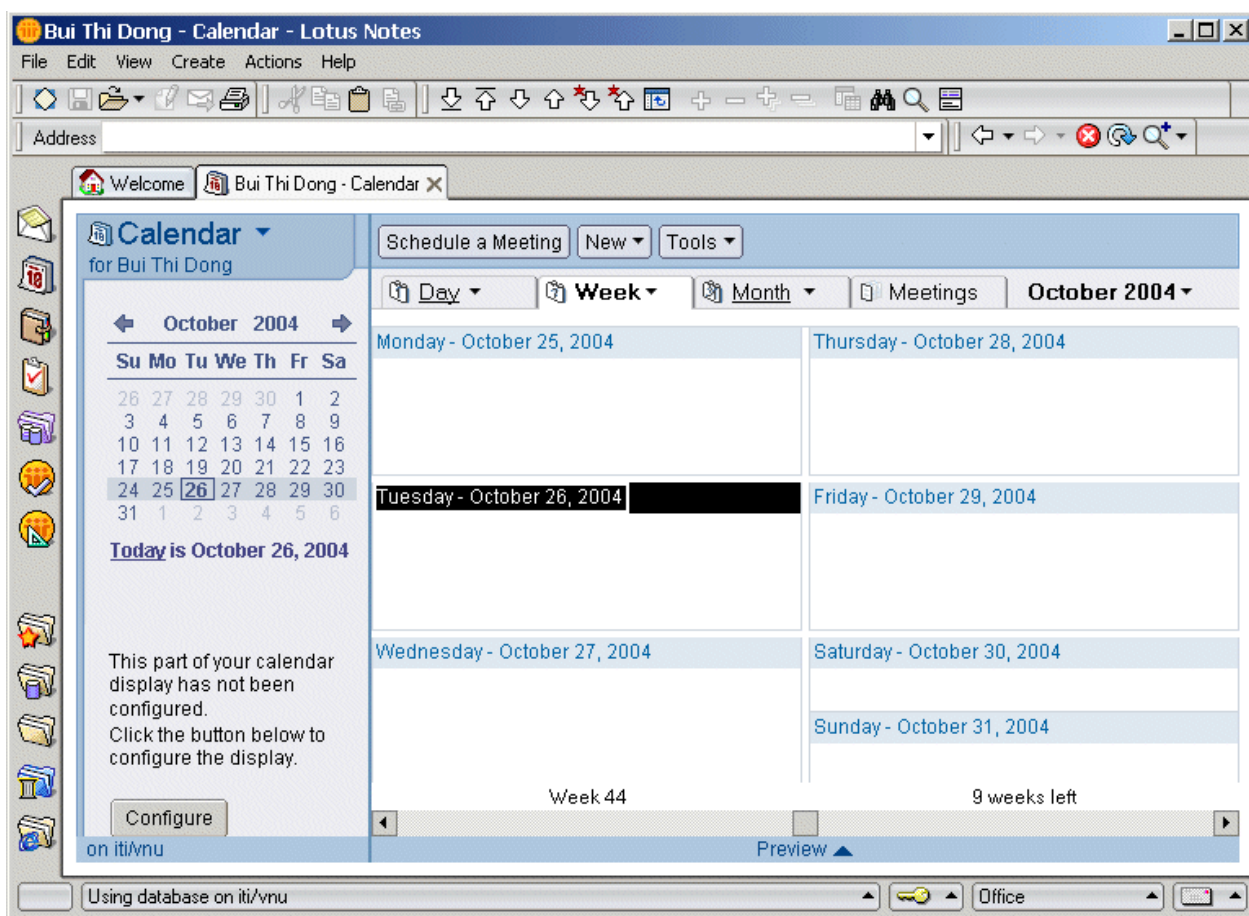 Bui Thi Dong - Calendar - Lotus Notes
File Edit View Create Actions Help
Address
Welcome Bui Thi Dong - Calendar
Calendar
for Bui Thi Dong
Schedule a Meeting New Tools
Day Week Month Meetings October 2004
October 2004
Su Mo Tu We Th Fr Sa
26 27 28 29 30 1 2
3 4 5 6 7 8 9
10 11 12 13 14 15 16
17 18 19 20 21 22 23
24 25 26 27 28 29 30
31 1 2 3 4 5 6
Today is October 26, 2004
This part of your calendar
display has not been
configured.
Click the button below to
configure the display.
Configure
on iti/vnu
Monday - October 25, 2004
Tuesday - October 26, 2004
Wednesday - October 27, 2004
Thursday - October 28, 2004
Friday - October 29, 2004
Saturday - October 30, 2004
Sunday - October 31, 2004
Week 44 9 weeks left
Preview
Using database on iti/vnu Office